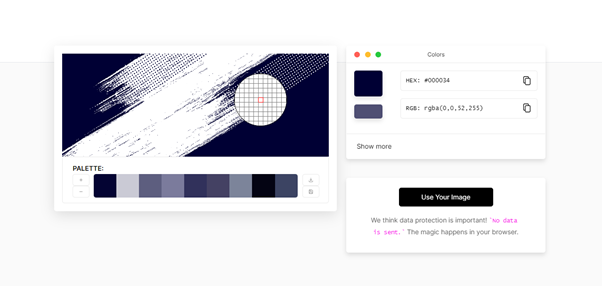 Colors
HEX: #000034
RGB: rgba(0,0,52,255)
Show more
PALETTE:
Use Your Image
We think data protection is important! `No data
is sent.` The magic happens in your browser.